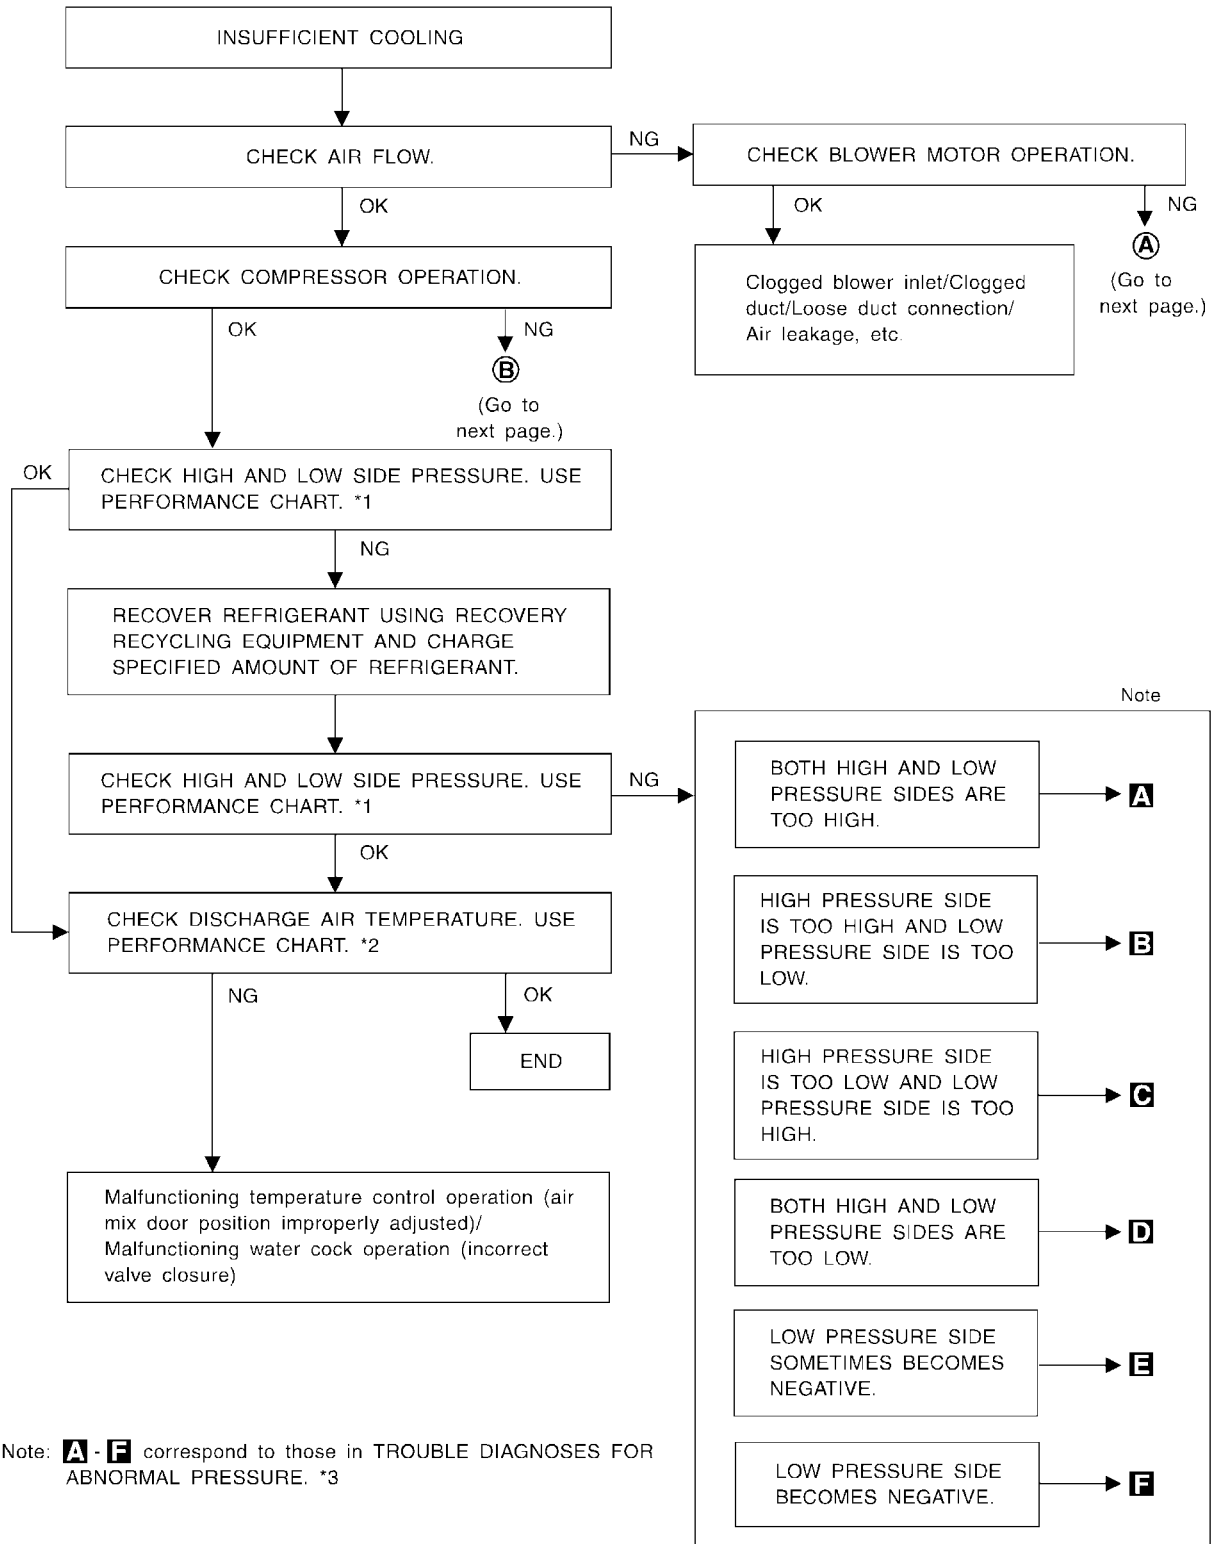 INSUFFICIENT COOLING
CHECK AIR FLOW.
NG
CHECK BLOWER MOTOR OPERATION.
OK
OK
NG
A
(Go to
next page.)
Clogged blower inlet/Clogged
duct/Loose duct connection/
Air leakage, etc.
CHECK COMPRESSOR OPERATION.
OK
NG
B
(Go to
next page.)
OK
CHECK HIGH AND LOW SIDE PRESSURE. USE
PERFORMANCE CHART. *1
NG
RECOVER REFRIGERANT USING RECOVERY
RECYCLING EQUIPMENT AND CHARGE
SPECIFIED AMOUNT OF REFRIGERANT.
CHECK HIGH AND LOW SIDE PRESSURE. USE
PERFORMANCE CHART. *1
NG
OK
CHECK DISCHARGE AIR TEMPERATURE. USE
PERFORMANCE CHART. *2
NG
OK
END
Malfunctioning temperature control operation (air
mix door position improperly adjusted)/
Malfunctioning water cock operation (incorrect
valve closure)
Note
BOTH HIGH AND LOW
PRESSURE SIDES ARE
TOO HIGH.
A
HIGH PRESSURE SIDE
IS TOO HIGH AND LOW
PRESSURE SIDE IS TOO
LOW.
B
HIGH PRESSURE SIDE
IS TOO LOW AND LOW
PRESSURE SIDE IS TOO
HIGH.
C
BOTH HIGH AND LOW
PRESSURE SIDES ARE
TOO LOW.
D
LOW PRESSURE SIDE
SOMETIMES BECOMES
NEGATIVE.
E
LOW PRESSURE SIDE
BECOMES NEGATIVE.
F
Note: A - F correspond to those in TROUBLE DIAGNOSES FOR
ABNORMAL PRESSURE. *3